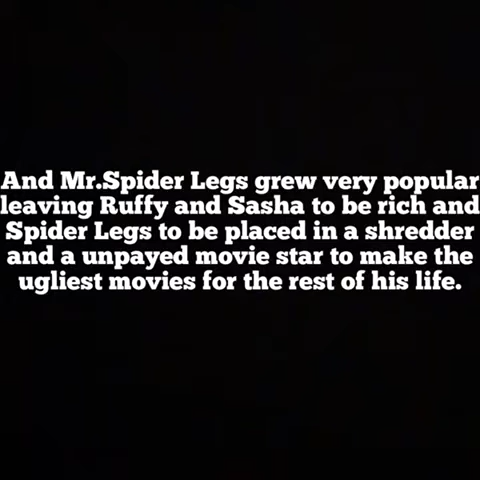 And Mr.Spider Legs grew very popular
leaving Ruffy and Sasha to be rich and
Spider Legs to be placed in a shredder
and a unpayed movie star to make the
ugliest movies for the rest of his life.